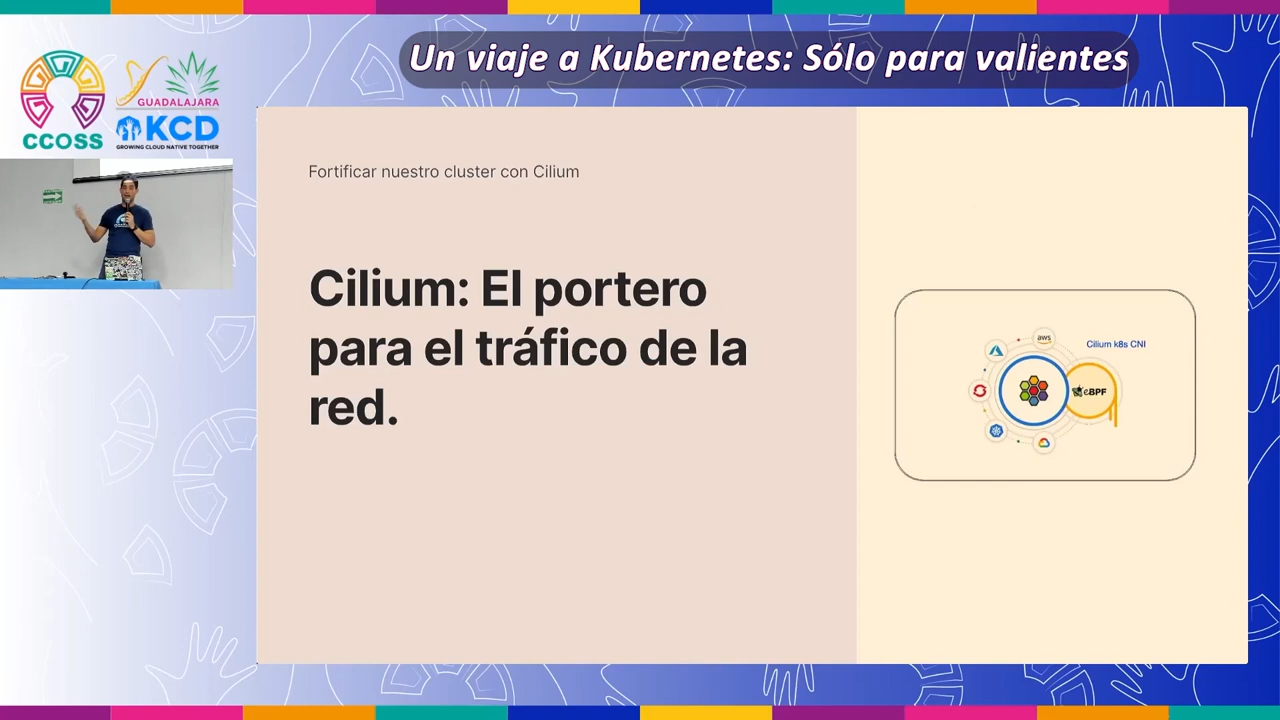 Un viaje a Kubernetes: Sólo para valientes
CCOSS
GUADALAJARA
KCD
GROWING CLOUD NATIVE TOGETHER
Fortificar nuestro cluster con Cilium
Cilium: El portero
para el tráfico de la
red.
aws
Cilium k8s CNI
eBPF